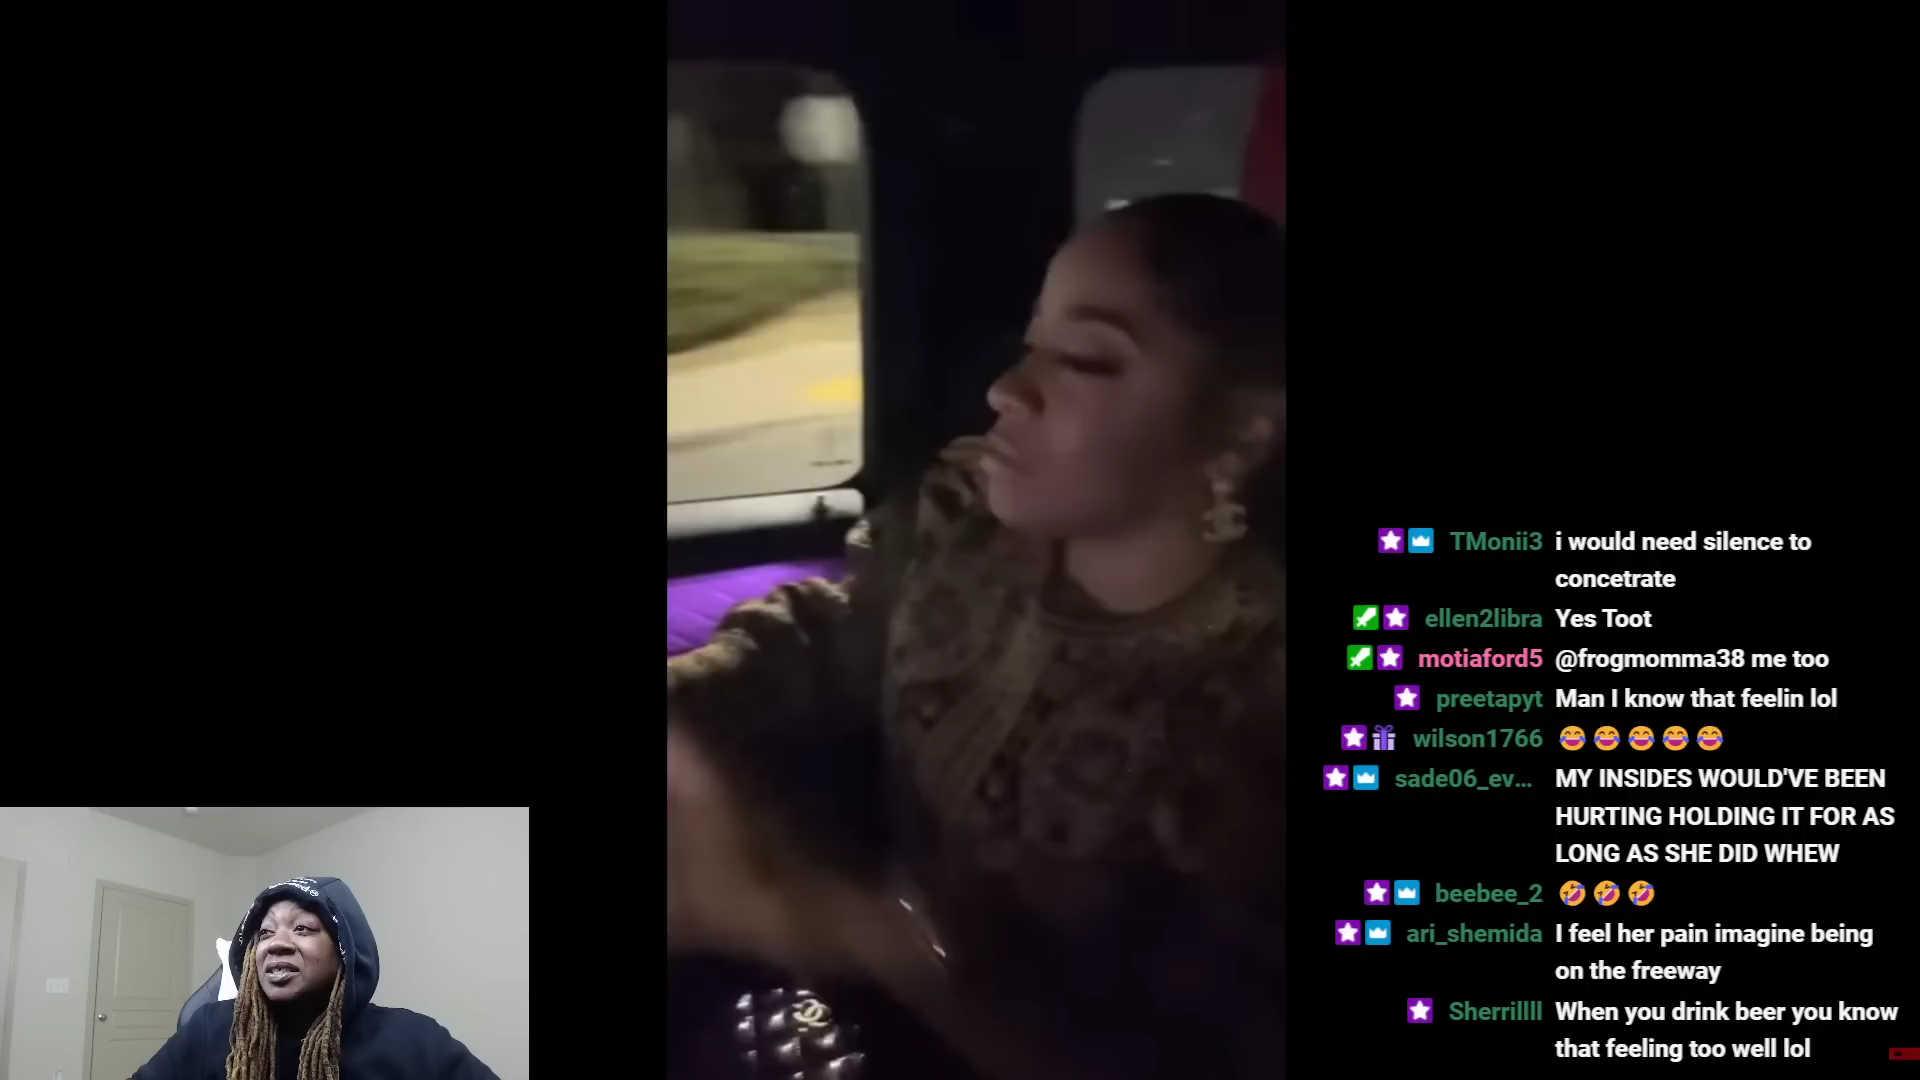 TMonii3 i would need silence to
concetrate
ellen2libra Yes Toot
motiaford5 @frogmomma38 me too
preetapyt Man I know that feelin lol
wilson1766 😂😂😂😂😂
sade06_ev... MY INSIDES WOULD'VE BEEN
HURTING HOLDING IT FOR AS
LONG AS SHE DID WHEW
beebee_2 🤣🤣🤣
ari_shemida I feel her pain imagine being
on the freeway
Sherrillll When you drink beer you know
that feeling too well lol